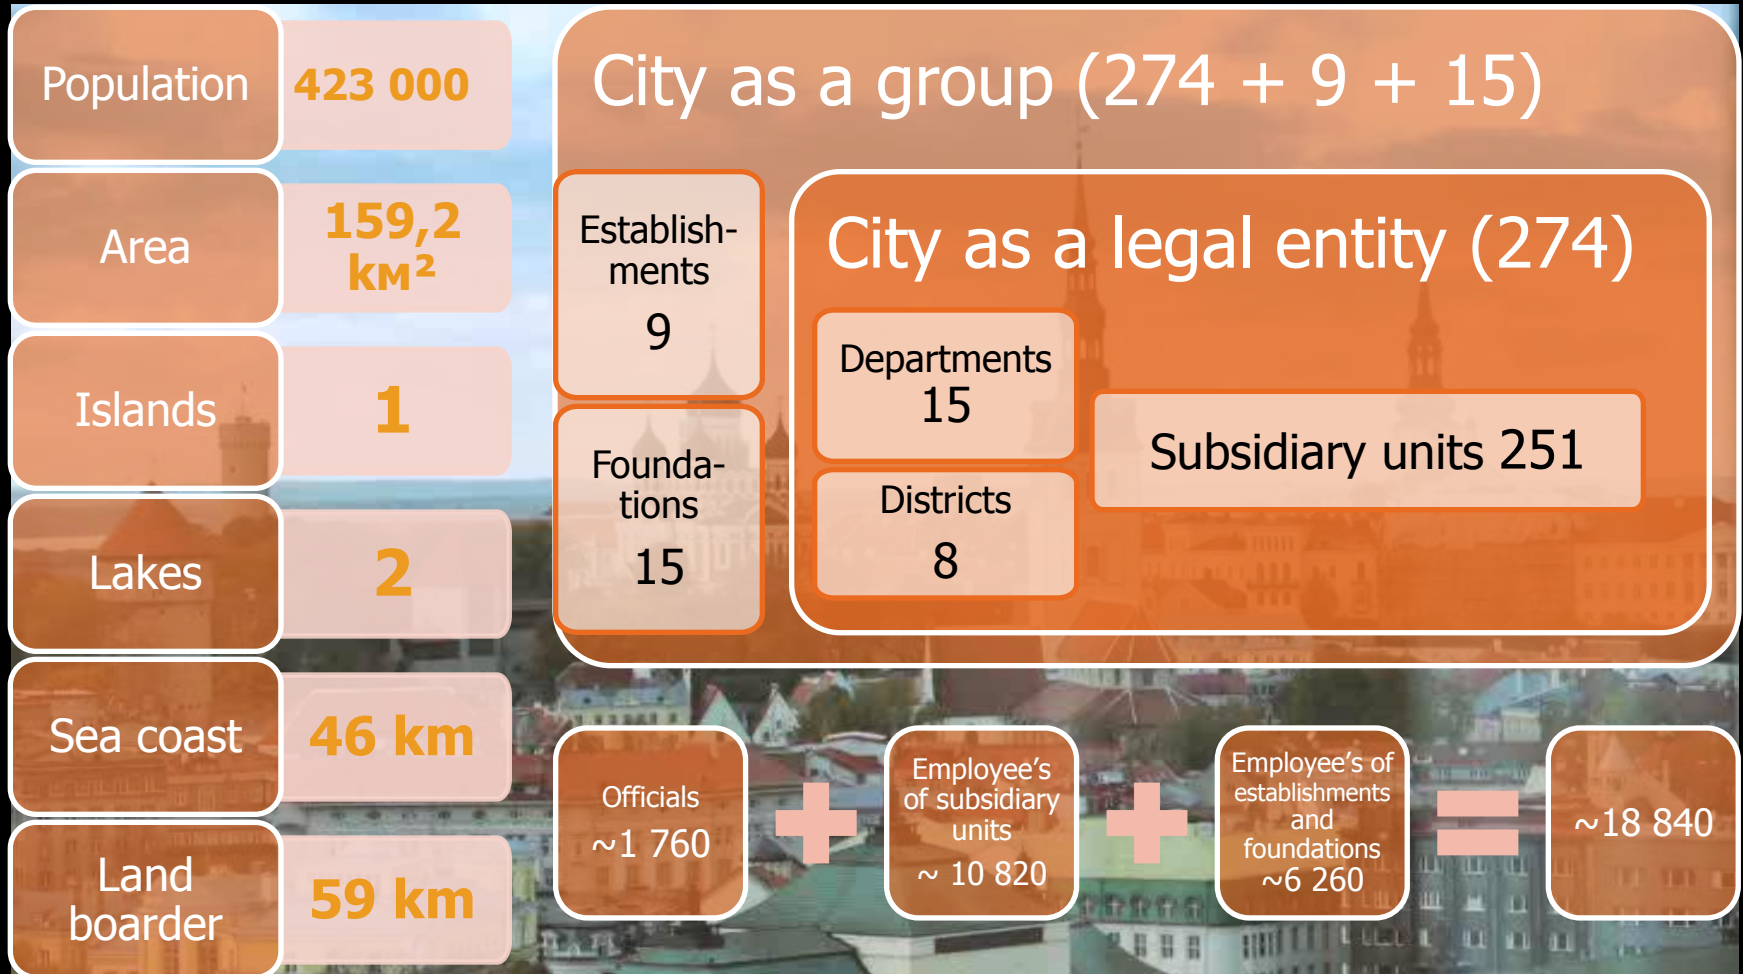 Population
423 000
Area
159,2
км²
Islands
1
Lakes
2
Sea coast
46 km
Land
boarder
59 km
City as a group (274 + 9 + 15)
Establish-
ments
9
Founda-
tions
15
City as a legal entity (274)
Departments
15
Districts
8
Subsidiary units 251
Officials
~1 760
Employee’s
of subsidiary
units
~ 10 820
Employee’s of
establishments
and
foundations
~6 260
~18 840